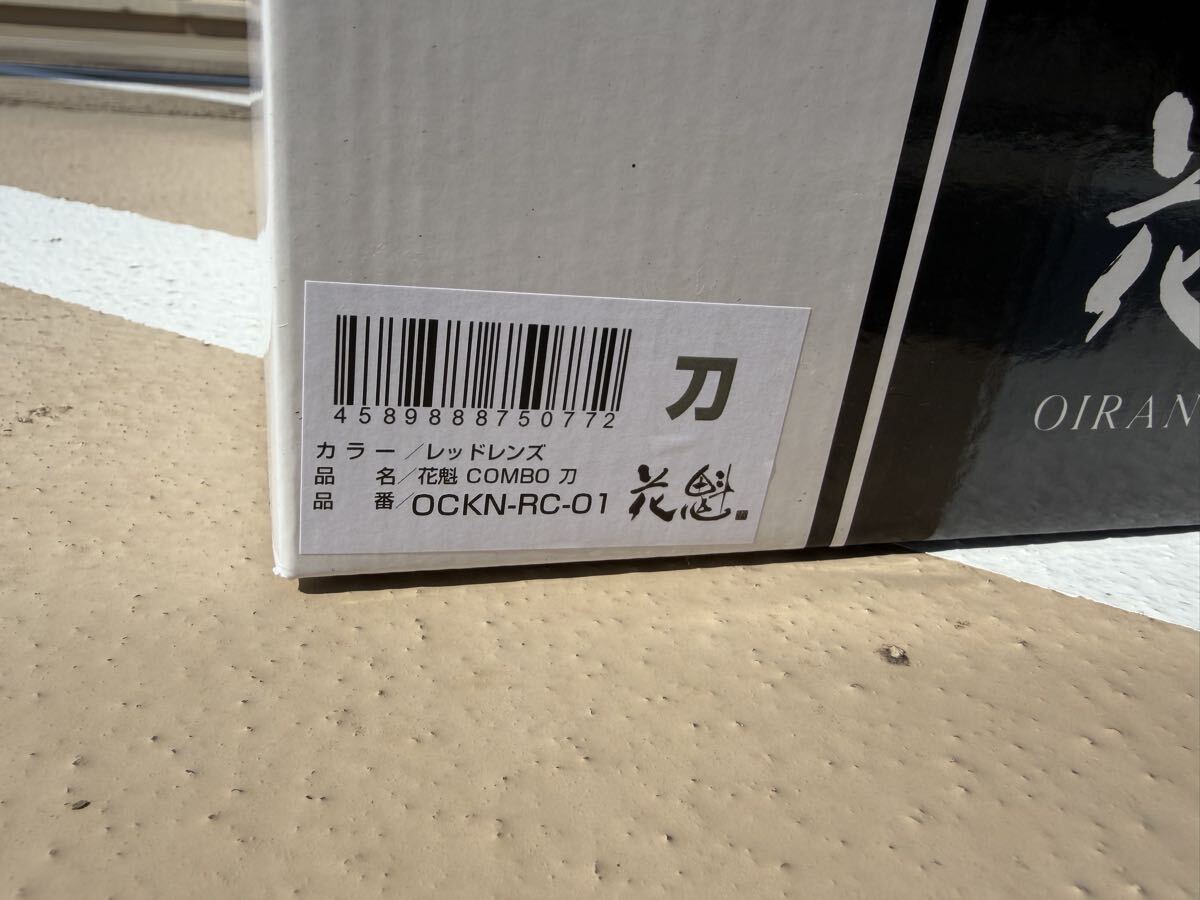 4589888750772
刀
カラー/レッドレンズ
品 名/花魁 COMBO 刀
品 番/OCKN-RC-01
花魁
花
OIRAN